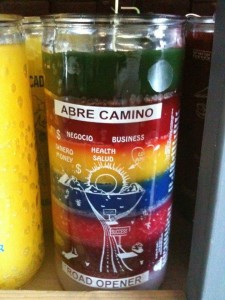 ABRE CAMINO
$ NEGOCIO BUSINESS
DINERO HEALTH
MONEY SALUD
$
ROAD OPENER